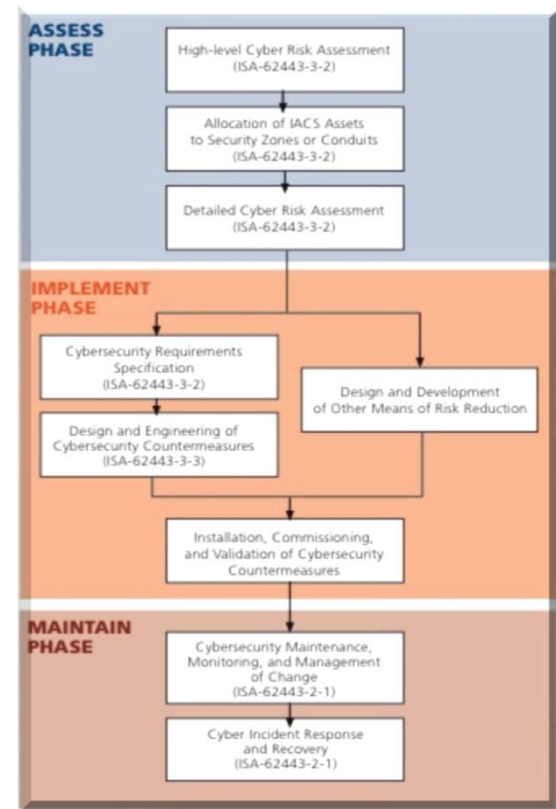 ASSESS
PHASE
High-level Cyber Risk Assessment
(ISA-62443-3-2)
Allocation of IACS Assets
to Security Zones or Conduits
(ISA-62443-3-2)
Detailed Cyber Risk Assessment
(ISA-62443-3-2)
IMPLEMENT
PHASE
Cybersecurity Requirements
Specification
(ISA-62443-3-2)
Design and Engineering of
Cybersecurity Countermeasures
(ISA-62443-3-3)
Design and Development
of Other Means of Risk Reduction
Installation, Commissioning,
and Validation of Cybersecurity
Countermeasures
MAINTAIN
PHASE
Cybersecurity Maintenance,
Monitoring, and Management
of Change
(ISA-62443-2-1)
Cyber Incident Response
and Recovery
(ISA-62443-2-1)